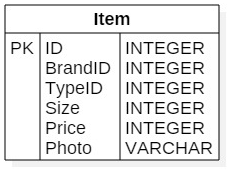 Item
PK ID INTEGER
BrandID INTEGER
TypeID INTEGER
Size INTEGER
Price INTEGER
Photo VARCHAR